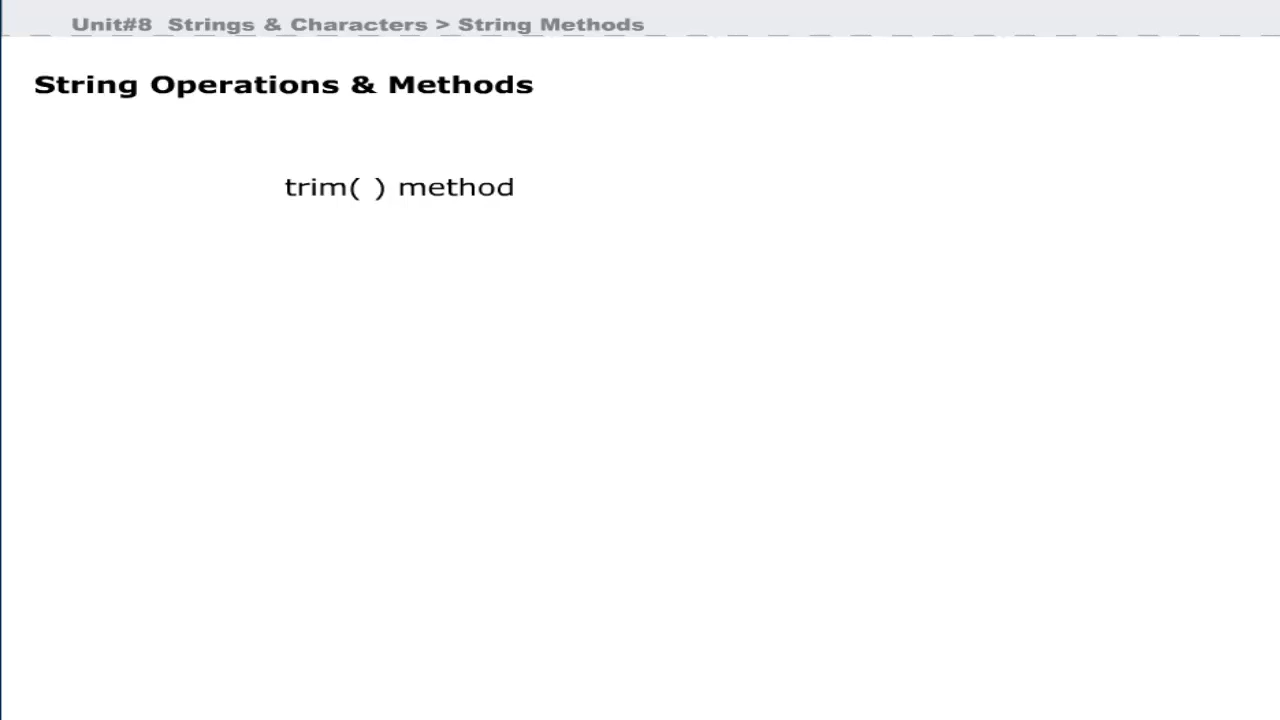 Unit#8 Strings & Characters > String Methods
String Operations & Methods
trim( ) method